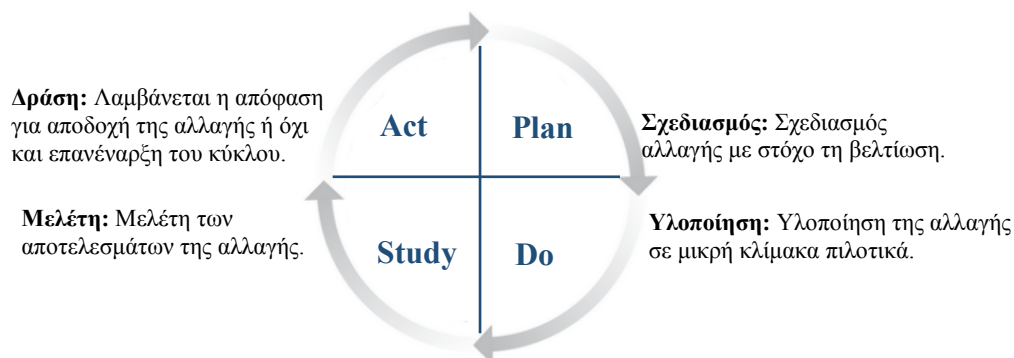 Δράση: Λαμβάνεται η απόφαση
για αποδοχή της αλλαγής ή όχι
και επανέναρξη του κύκλου.
Act
Plan
Σχεδιασμός: Σχεδιασμός
αλλαγής με στόχο τη βελτίωση.
Μελέτη: Μελέτη των
αποτελεσμάτων της αλλαγής.
Study
Do
Υλοποίηση: Υλοποίηση της αλλαγής
σε μικρή κλίμακα πιλοτικά.